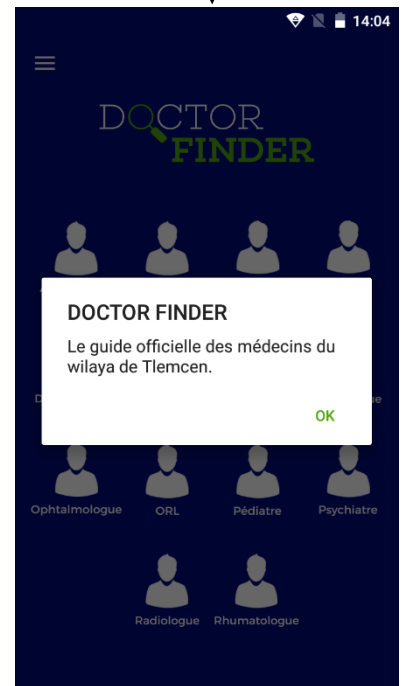 14:04
DOCTOR
FINDER
DOCTOR FINDER
Le guide officielle des médecins du
wilaya de Tlemcen.
OK
Ophtalmologue ORL Pédiatre Psychiatre
Radiologue Rhumatologue